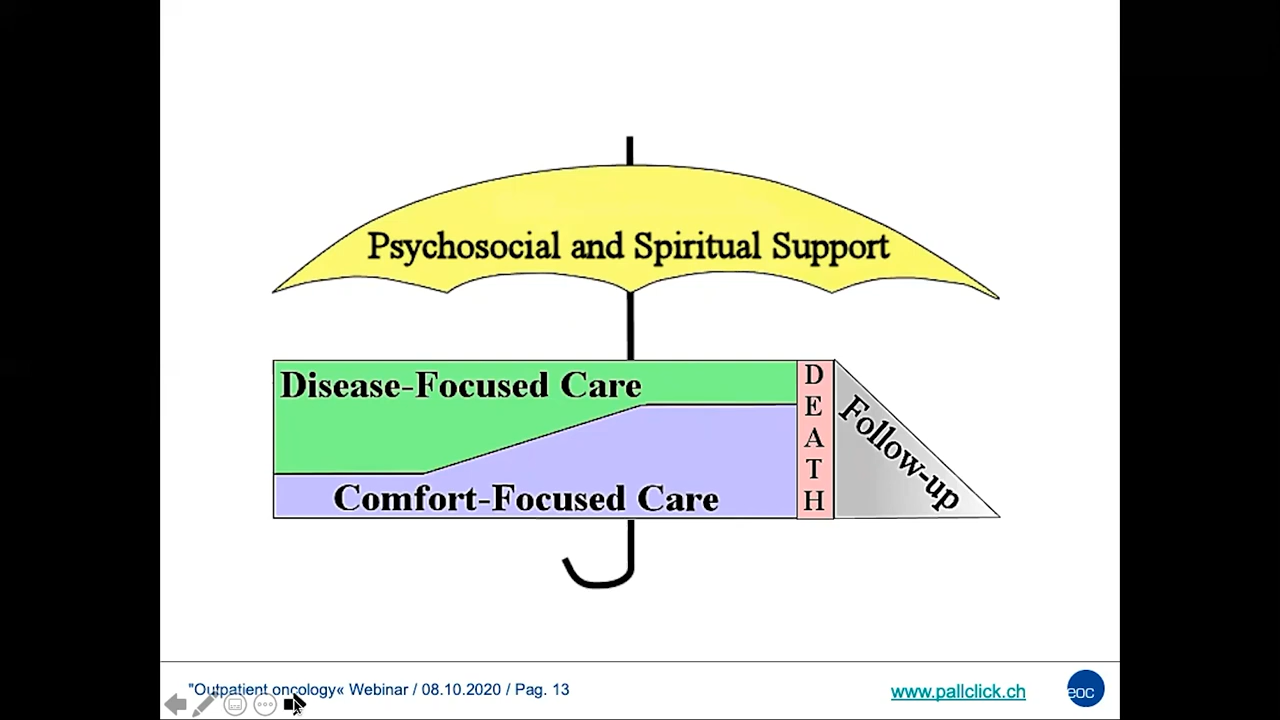 Psychosocial and Spiritual Support
Disease-Focused Care
Comfort-Focused Care
DEATH
Follow-up
"Outpatient oncology« Webinar / 08.10.2020 / Pag. 13
www.pallclick.ch
eoc